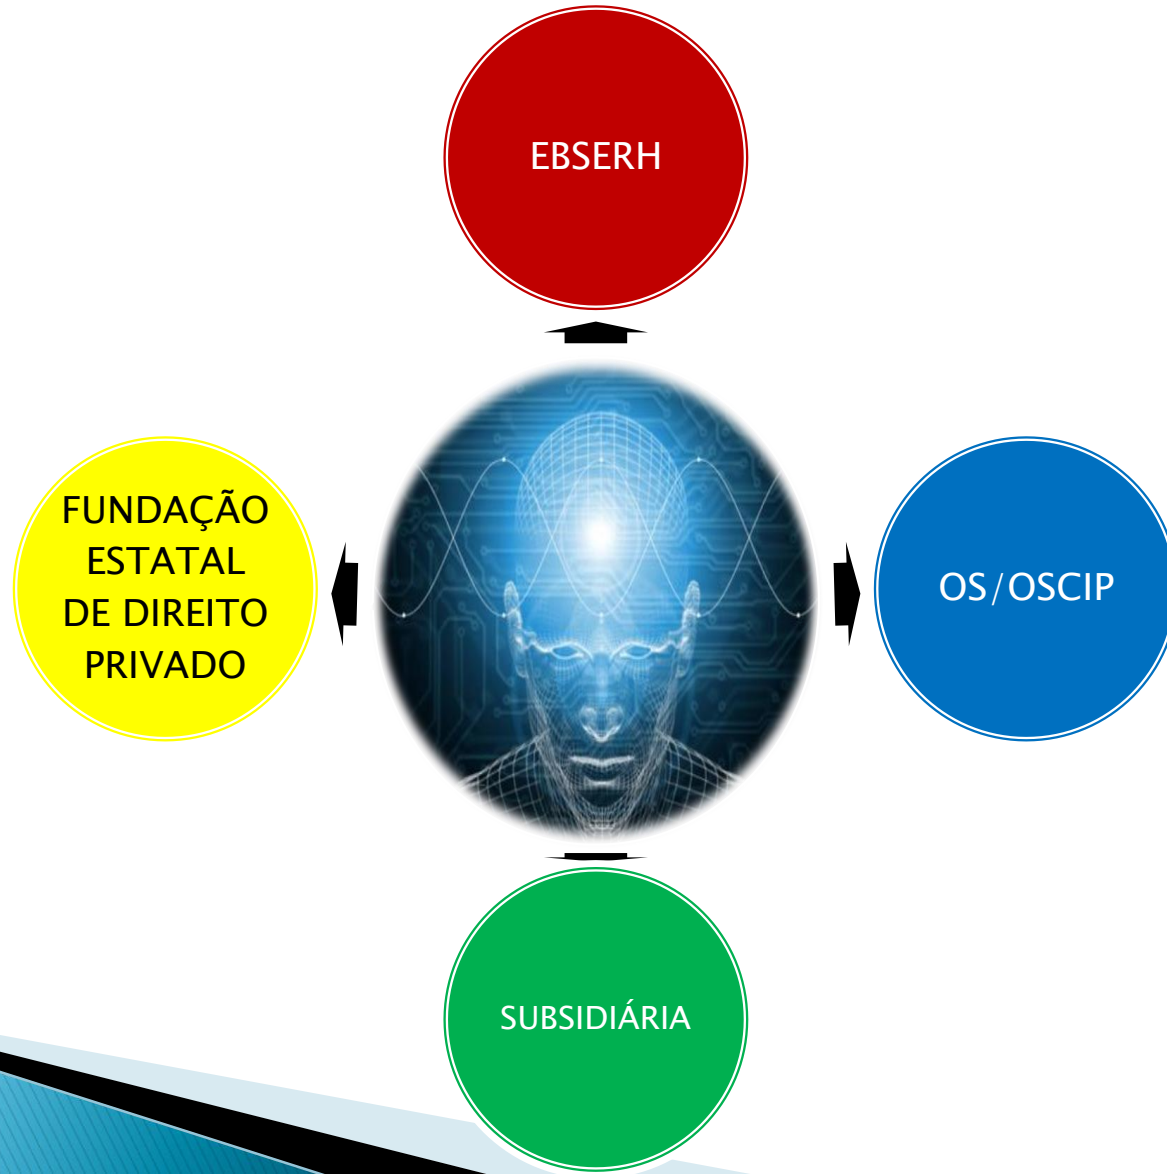 EBSERH
FUNDAÇÃO
ESTATAL
DE DIREITO
PRIVADO
OS/OSCIP
SUBSIDIÁRIA